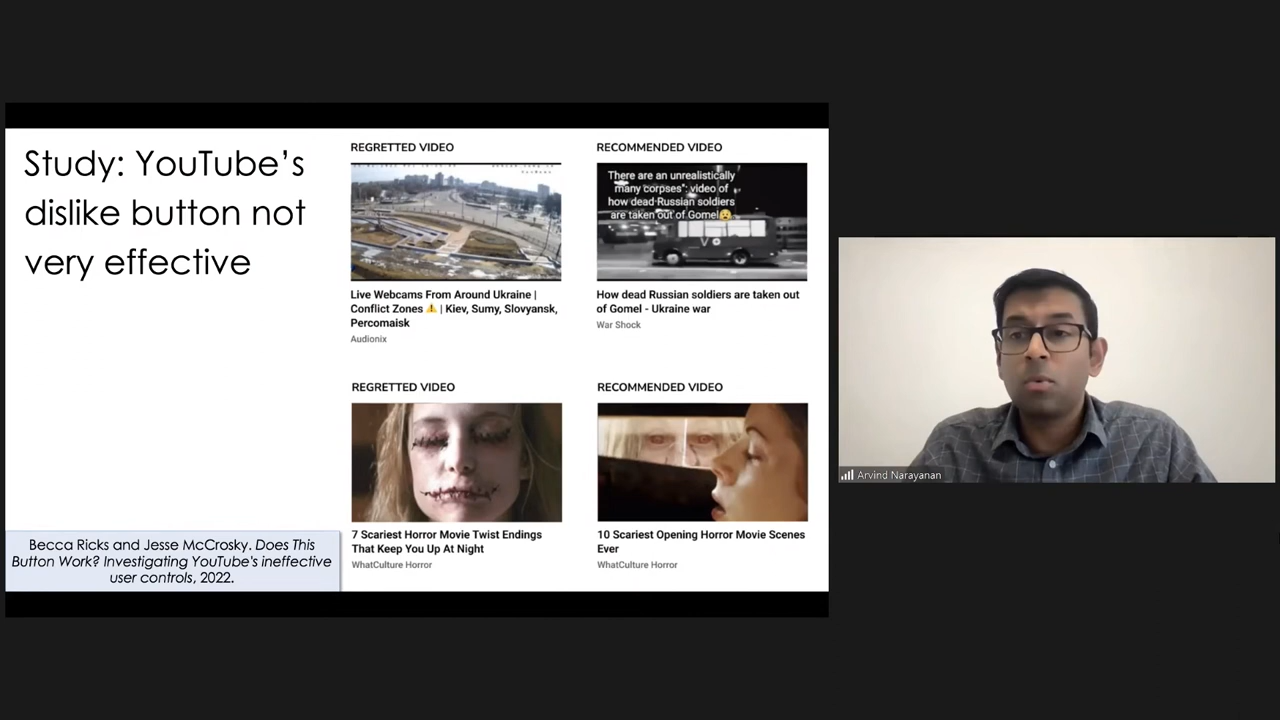 Study: YouTube's
dislike button not
very effective
REGRETTED VIDEO
Live Webcams From Around Ukraine |
Conflict Zones ⚠️ | Kiev, Sumy, Slovyansk,
Percomaisk
Audionix
RECOMMENDED VIDEO
There are an unrealistically
many corpses": video of
how dead Russian soldiers
are taken out of Gomel😧
How dead Russian soldiers are taken out
of Gomel - Ukraine war
War Shock
REGRETTED VIDEO
7 Scariest Horror Movie Twist Endings
That Keep You Up At Night
WhatCulture Horror
RECOMMENDED VIDEO
10 Scariest Opening Horror Movie Scenes
Ever
WhatCulture Horror
Becca Ricks and Jesse McCrosky. Does This
Button Work? Investigating YouTube's ineffective
user controls, 2022.
Arvind Narayanan